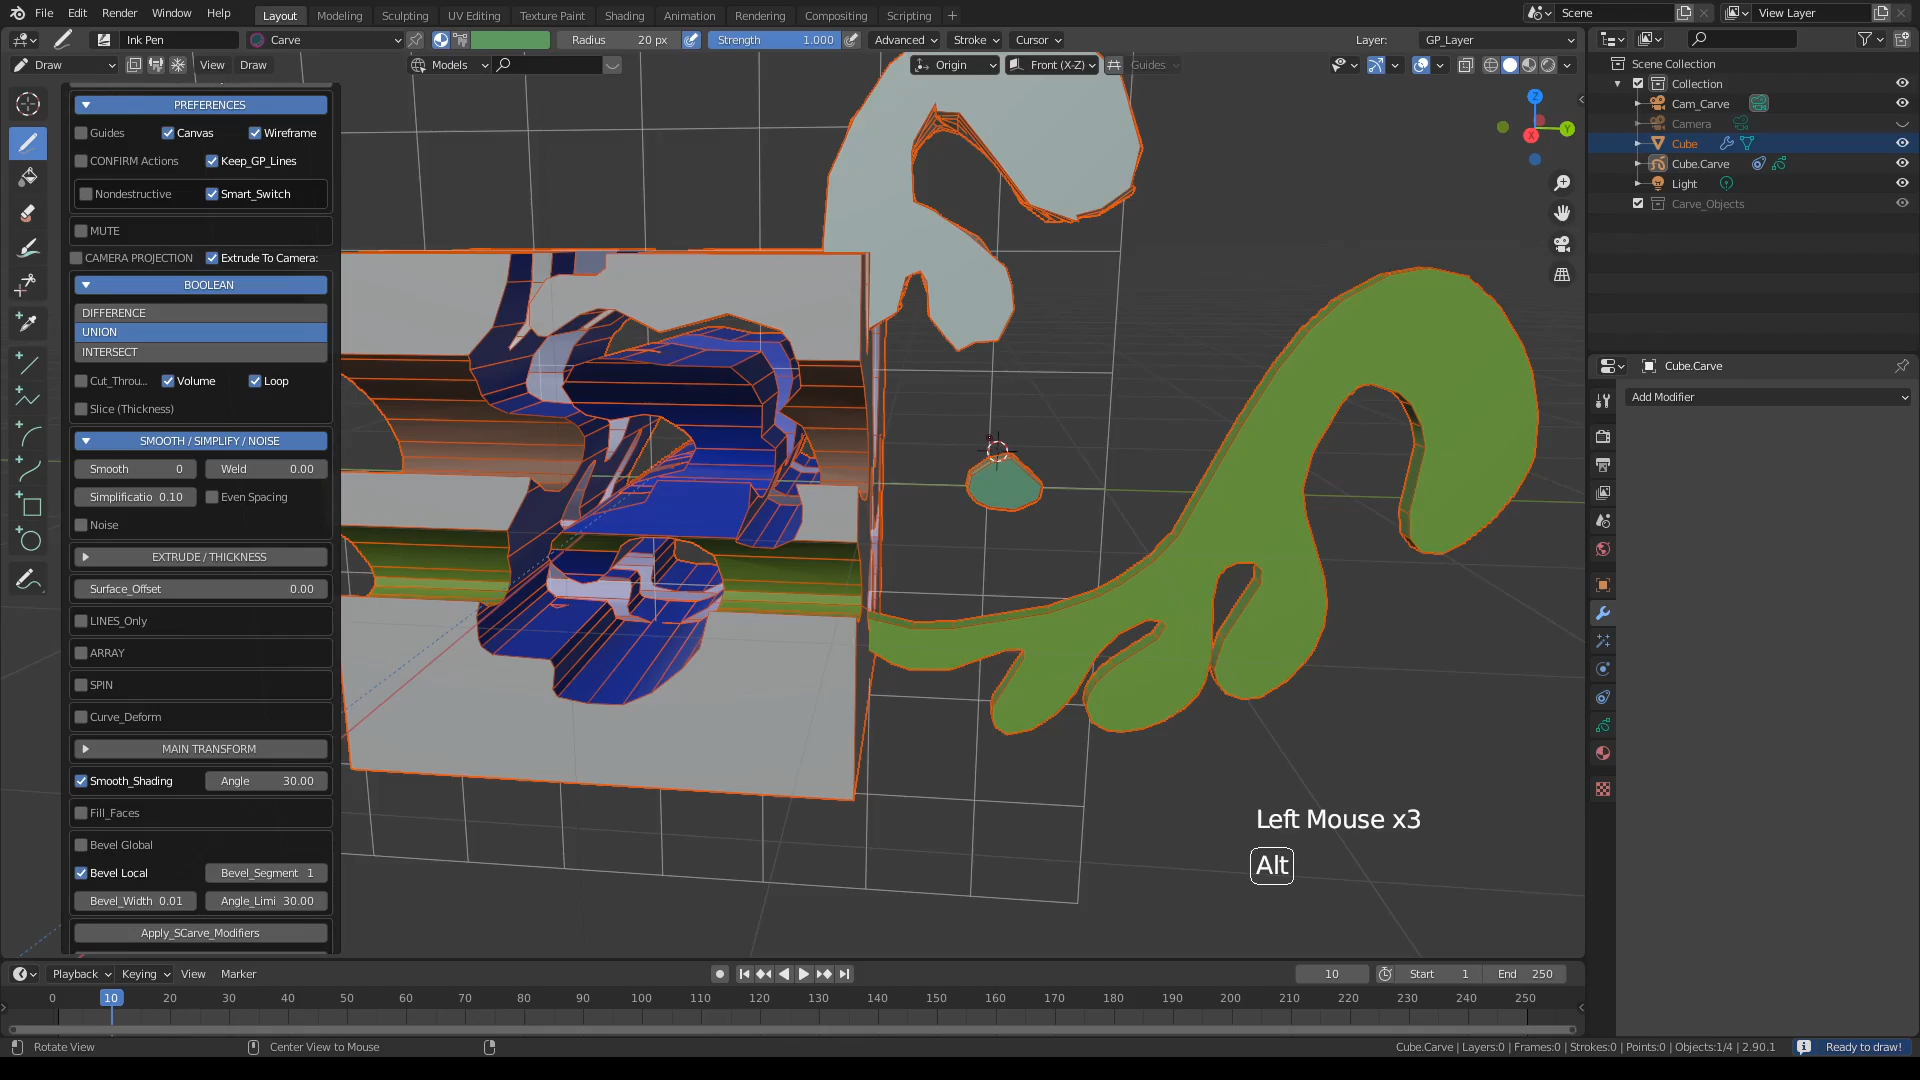 File Edit Render Window Help Layout Modeling Sculpting UV Editing Texture Paint Shading Animation Rendering Compositing Scripting + Scene View Layer
Ink Pen Carve Radius 20 px Strength 1.000 Advanced Stroke Cursor Layer: GP_Layer
Draw View Draw Models Origin Front (X-Z) Guides
PREFERENCES
Guides Canvas Wireframe
CONFIRM Actions Keep_GP_Lines
Nondestructive Smart_Switch
MUTE
CAMERA PROJECTION Extrude To Camera:
BOOLEAN
DIFFERENCE
UNION
INTERSECT
Cut_Throu... Volume Loop
Slice (Thickness)
SMOOTH / SIMPLIFY / NOISE
Smooth 0 Weld 0.00
Simplificatio 0.10 Even Spacing
Noise
EXTRUDE / THICKNESS
Surface_Offset 0.00
LINES_Only
ARRAY
SPIN
Curve_Deform
MAIN TRANSFORM
Smooth_Shading Angle 30.00
Fill_Faces
Bevel Global
Bevel Local Bevel_Segment 1
Bevel_Width 0.01 Angle_Limi 30.00
Apply_SCarve_Modifiers
Z
Y
X
Left Mouse x3
Alt
Scene Collection
Collection
Cam_Carve
Camera
Cube
Cube.Carve
Light
Carve_Objects
Cube.Carve
Add Modifier
Playback Keying View Marker 10 Start 1 End 250
0 10 20 30 40 50 60 70 80 90 100 110 120 130 140 150 160 170 180 190 200 210 220 230 240 250
Rotate View Center View to Mouse Cube.Carve | Layers:0 | Frames:0 | Strokes:0 | Points:0 | Objects:1/4 | 2.90.1 Ready to draw!